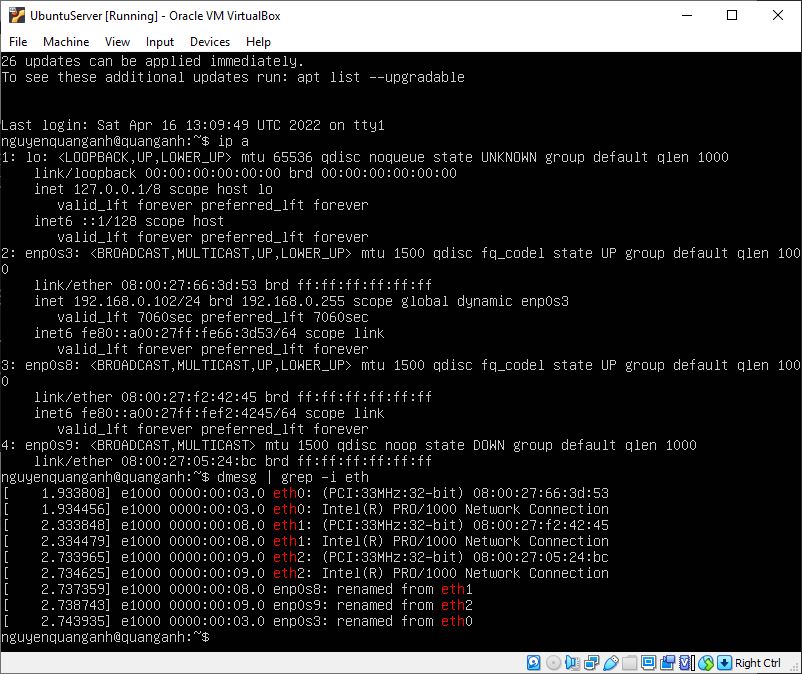 UbuntuServer [Running] - Oracle VM VirtualBox
File Machine View Input Devices Help
26 updates can be applied immediately.
To see these additional updates run: apt list --upgradable
Last login: Sat Apr 16 13:09:49 UTC 2022 on tty1
nguyenquanganh@quanganh:~$ ip a
1: lo: <LOOPBACK,UP,LOWER_UP> mtu 65536 qdisc noqueue state UNKNOWN group default qlen 1000
    link/loopback 00:00:00:00:00:00 brd 00:00:00:00:00:00
    inet 127.0.0.1/8 scope host lo
       valid_lft forever preferred_lft forever
    inet6 ::1/128 scope host
       valid_lft forever preferred_lft forever
2: enp0s3: <BROADCAST,MULTICAST,UP,LOWER_UP> mtu 1500 qdisc fq_codel state UP group default qlen 100
0
    link/ether 08:00:27:66:3d:53 brd ff:ff:ff:ff:ff:ff
    inet 192.168.0.102/24 brd 192.168.0.255 scope global dynamic enp0s3
       valid_lft 7060sec preferred_lft 7060sec
    inet6 fe80::a00:27ff:fe66:3d53/64 scope link
       valid_lft forever preferred_lft forever
3: enp0s8: <BROADCAST,MULTICAST,UP,LOWER_UP> mtu 1500 qdisc fq_codel state UP group default qlen 100
0
    link/ether 08:00:27:f2:42:45 brd ff:ff:ff:ff:ff:ff
    inet6 fe80::a00:27ff:fef2:4245/64 scope link
       valid_lft forever preferred_lft forever
4: enp0s9: <BROADCAST,MULTICAST> mtu 1500 qdisc noop state DOWN group default qlen 1000
    link/ether 08:00:27:05:24:bc brd ff:ff:ff:ff:ff:ff
nguyenquanganh@quanganh:~$ dmesg | grep -i eth
[    1.933808] e1000 0000:00:03.0 eth0: (PCI:33MHz:32-bit) 08:00:27:66:3d:53
[    1.934456] e1000 0000:00:03.0 eth0: Intel(R) PRO/1000 Network Connection
[    2.333848] e1000 0000:00:08.0 eth1: (PCI:33MHz:32-bit) 08:00:27:f2:42:45
[    2.334479] e1000 0000:00:08.0 eth1: Intel(R) PRO/1000 Network Connection
[    2.733965] e1000 0000:00:09.0 eth2: (PCI:33MHz:32-bit) 08:00:27:05:24:bc
[    2.734625] e1000 0000:00:09.0 eth2: Intel(R) PRO/1000 Network Connection
[    2.737359] e1000 0000:00:08.0 enp0s8: renamed from eth1
[    2.738743] e1000 0000:00:09.0 enp0s9: renamed from eth2
[    2.743935] e1000 0000:00:03.0 enp0s3: renamed from eth0
nguyenquanganh@quanganh:~$
Right Ctrl